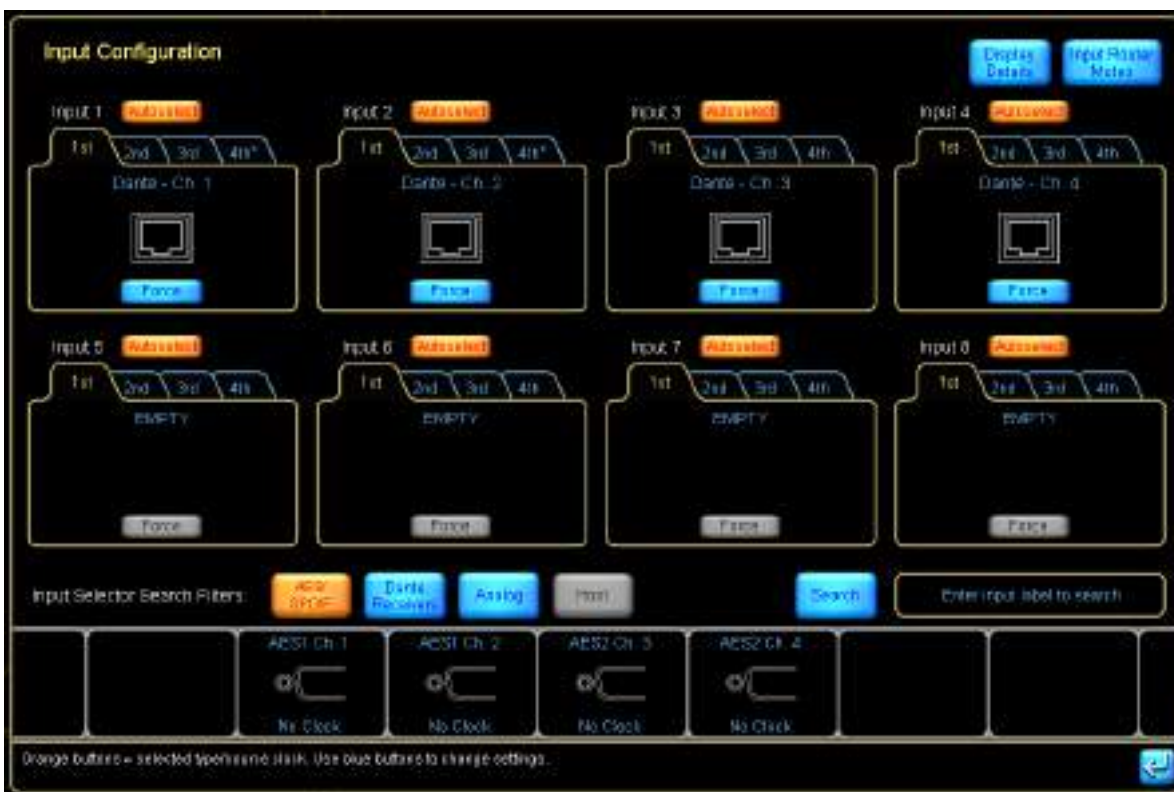 Input Configuration
Display Details
Input Router Meters
Input 1 Autoselect
Input 2 Autoselect
Input 3 Autoselect
Input 4 Autoselect
1st 2nd 3rd 4th*
1st 2nd 3rd 4th*
1st 2nd 3rd 4th
1st 2nd 3rd 4th
Dante - Ch. 1
Dante - Ch. 2
Dante - Ch. 3
Dante - Ch. 4
Force
Force
Force
Force
Input 5 Autoselect
Input 6 Autoselect
Input 7 Autoselect
Input 8 Autoselect
1st 2nd 3rd 4th
1st 2nd 3rd 4th
1st 2nd 3rd 4th
1st 2nd 3rd 4th
EMPTY
EMPTY
EMPTY
EMPTY
Force
Force
Force
Force
Input Selector Search Filters:
AES/ SPDIF
Dante Receivers
Analog
Host
Search
Enter input label to search
AES1 Ch. 1
AES1 Ch. 2
AES2 Ch. 3
AES2 Ch. 4
No Clock
No Clock
No Clock
No Clock
Orange buttons = selected type/source clock. Use blue buttons to change settings.